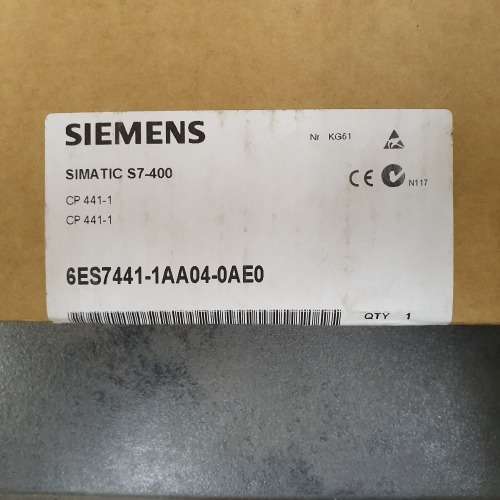 SIEMENS
Nr KG61
SIMATIC S7-400
CE N117
CP 441-1
CP 441-1
6ES7441-1AA04-0AE0
QTY 1